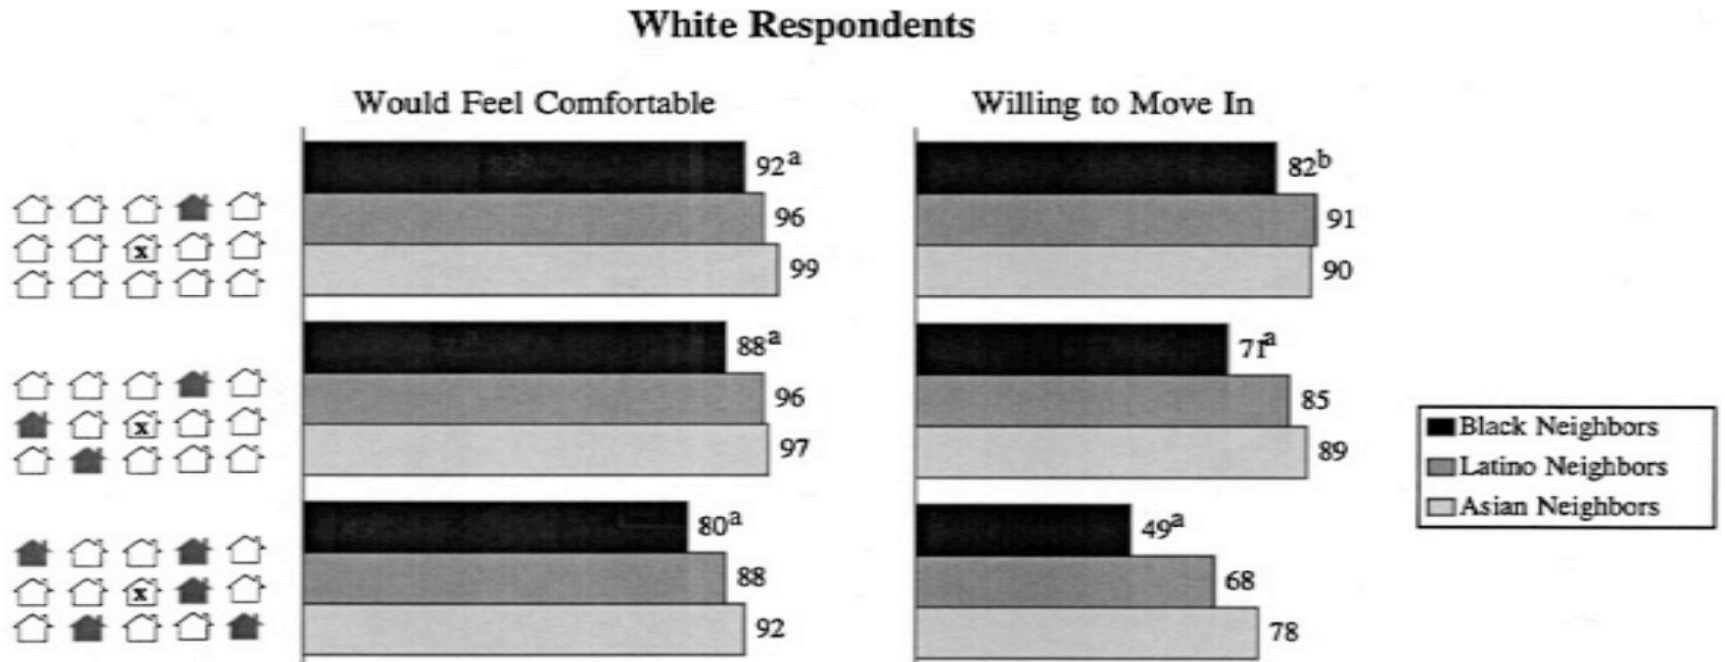 White Respondents
Would Feel Comfortable
Willing to Move In
92a
82b
96
91
x
99
90
88a
71a
96
85
x
97
89
Black Neighbors
Latino Neighbors
Asian Neighbors
80a
49a
88
68
x
92
78